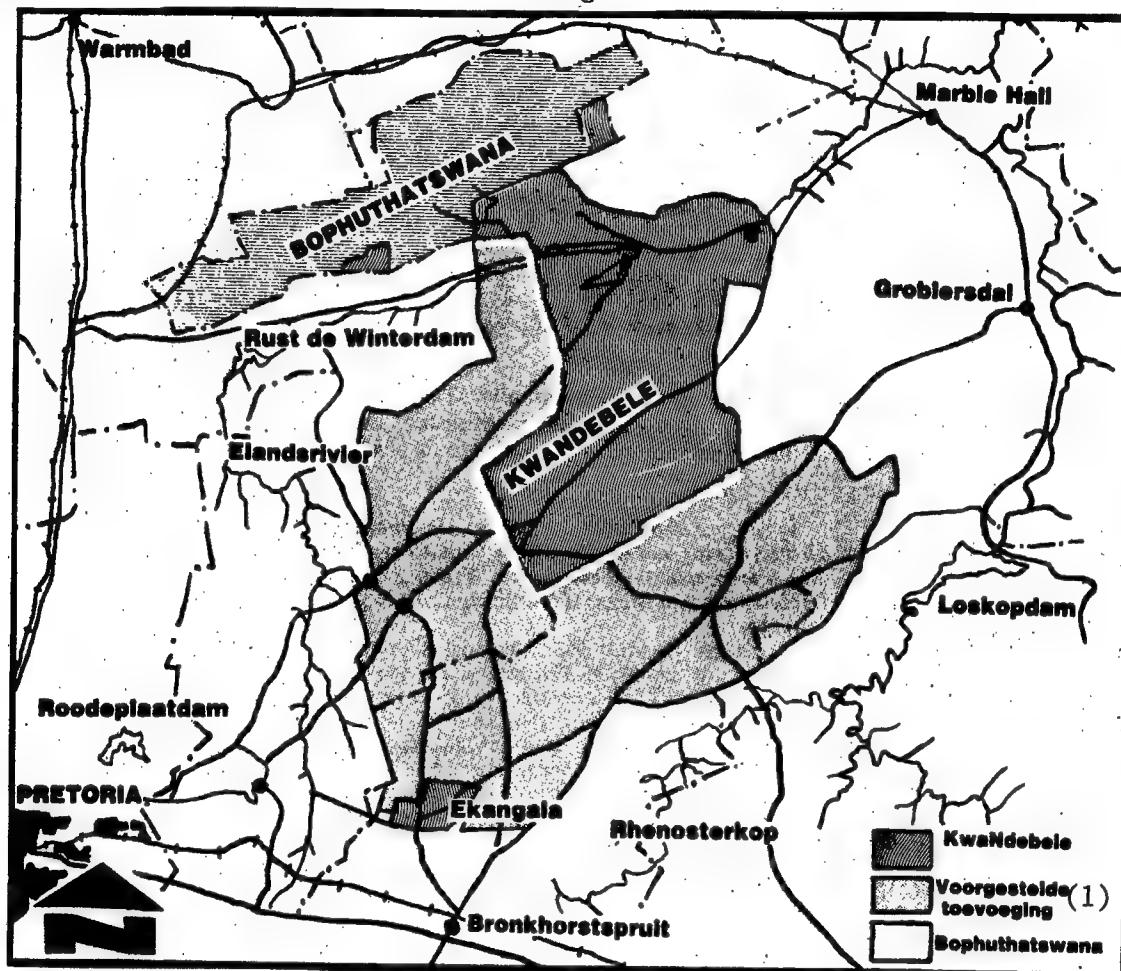 Warmbad
Marble Hall
BOPHUTHATSWANA
Groblersdal
Rust de Winterdam
KWANDEBELE
Elandsrivier
Loskopdam
Roodeplaatdam
PRETORIA
Ekangala
Rhenosterkop
KwaNdebele
Voorgestelde (1)
toevoeging
Bophuthatswana
Bronkhorstspruit
N